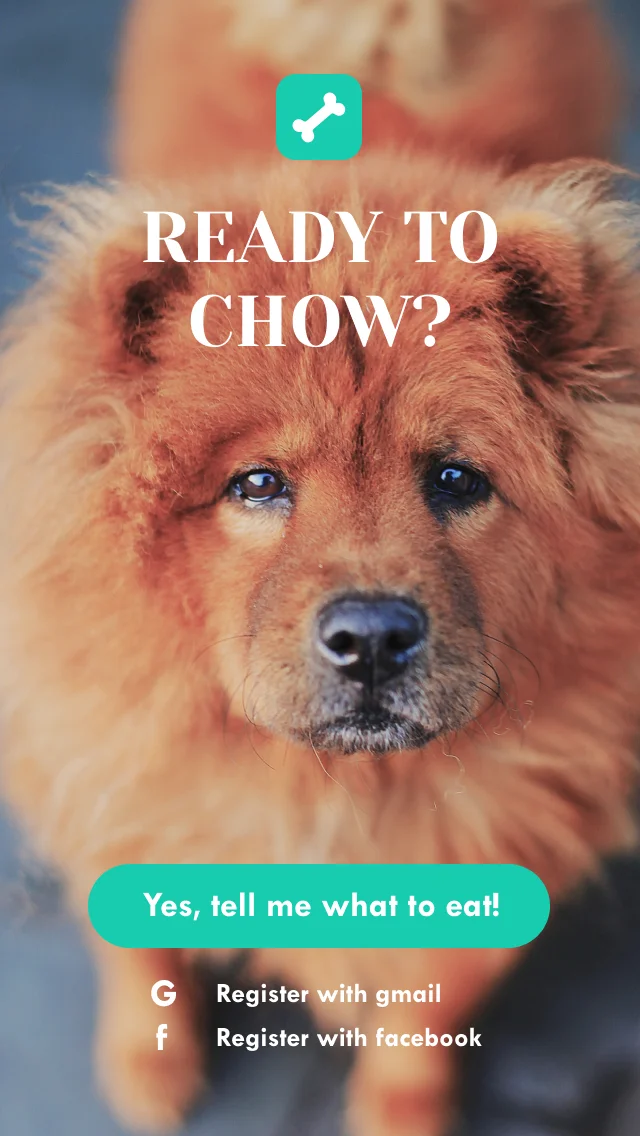 READY TO
CHOW?
Yes, tell me what to eat!
G Register with gmail
f Register with facebook